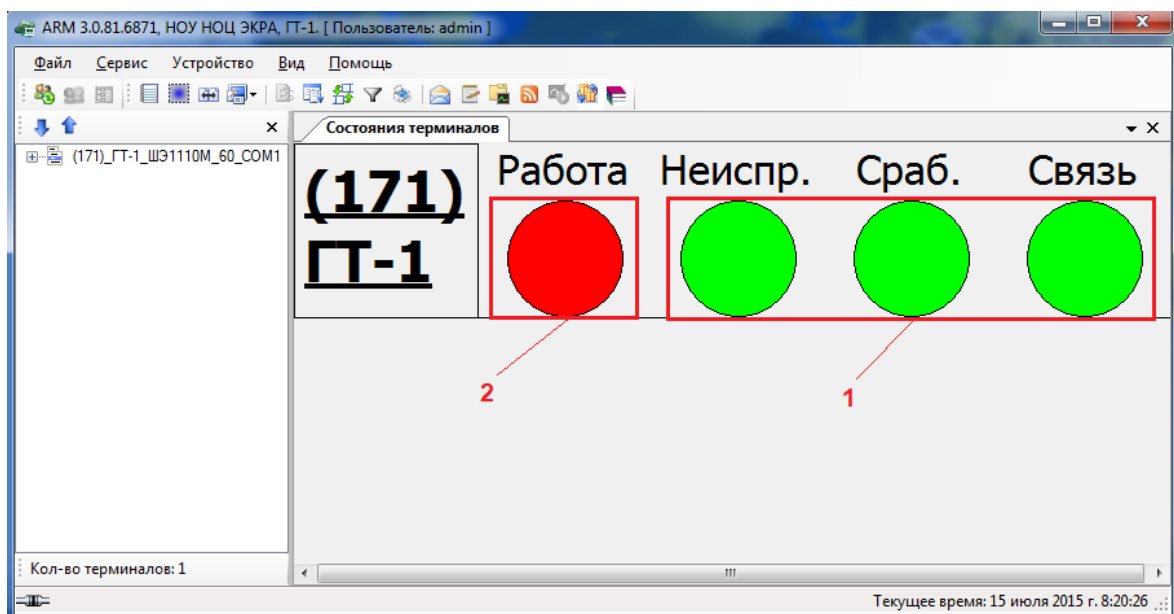 ARM 3.0.81.6871, НОУ НОЦ ЭКРА, ГТ-1. [ Пользователь: admin ]
Файл Сервис Устройство Вид Помощь
Состояния терминалов
(171)_ГТ-1_ШЭ1110М_60_COM1
(171)
ГТ-1
Работа Неиспр. Сраб. Связь
2
1
Кол-во терминалов: 1
Текущее время: 15 июля 2015 г. 8:20:26